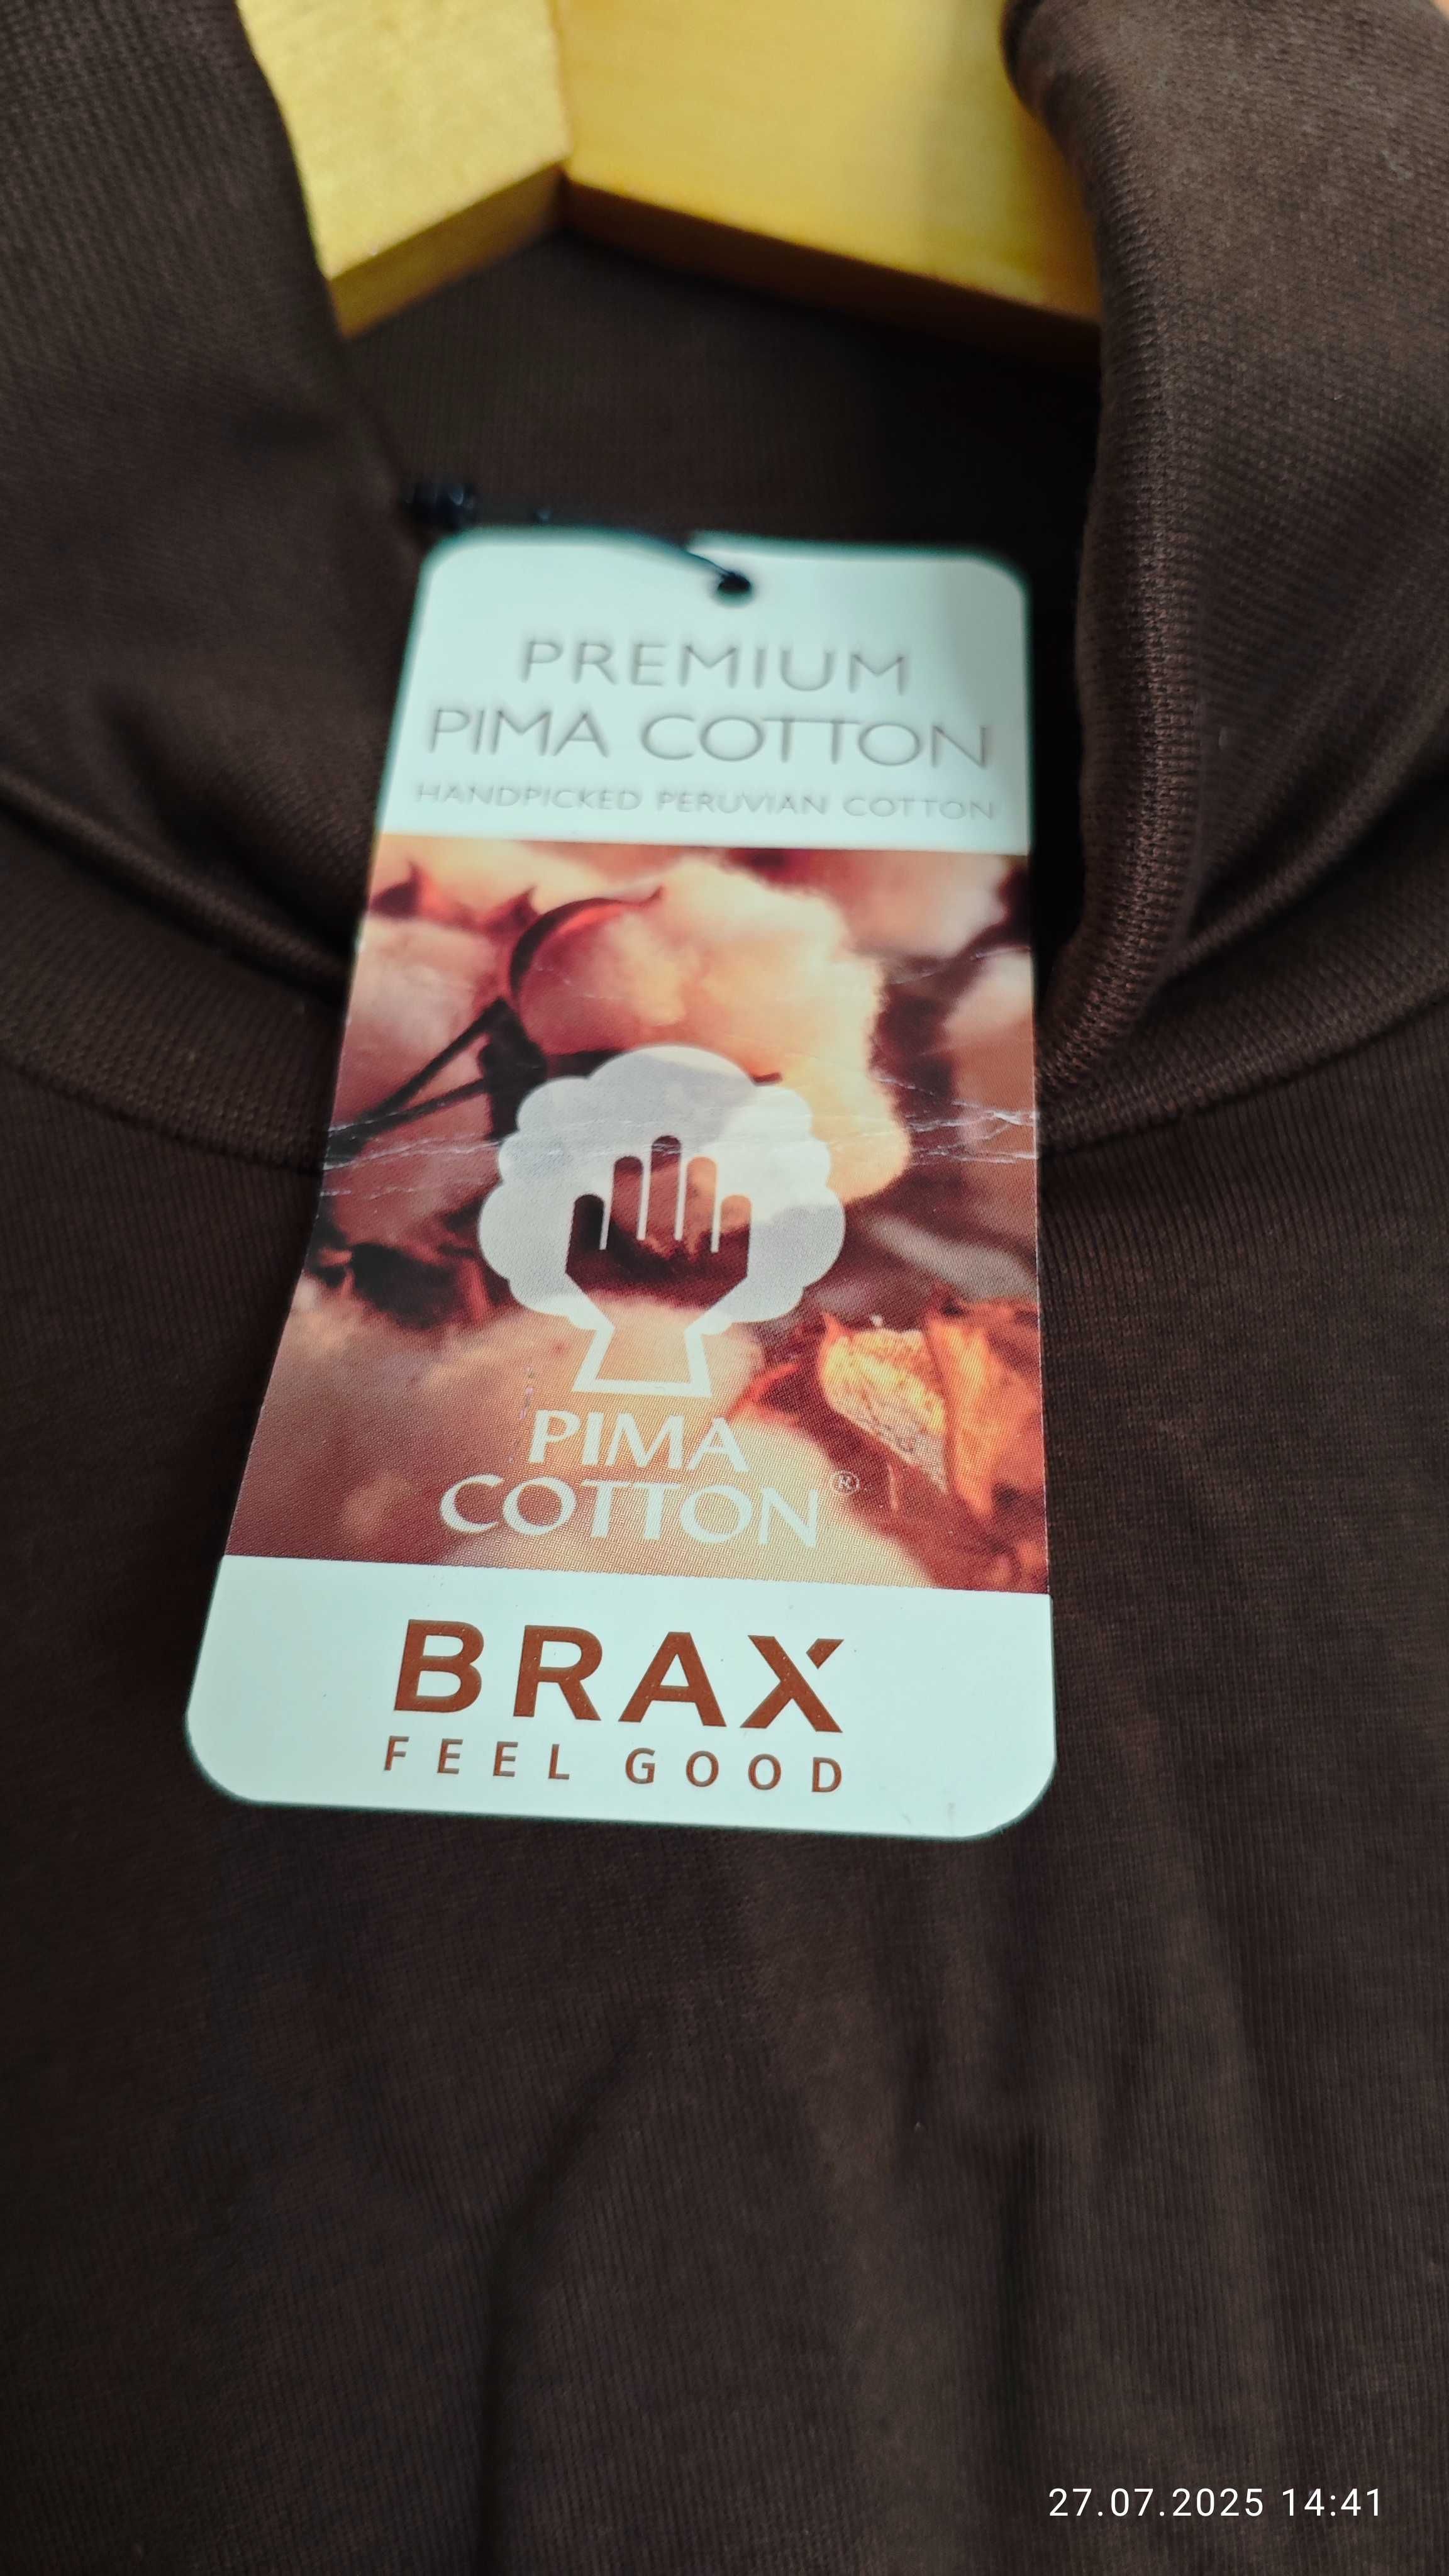 PREMIUM
PIMA COTTON
HANDPICKED PERUVIAN COTTON
PIMA
COTTON®
BRAX
FEEL GOOD
27.07.2025 14:41